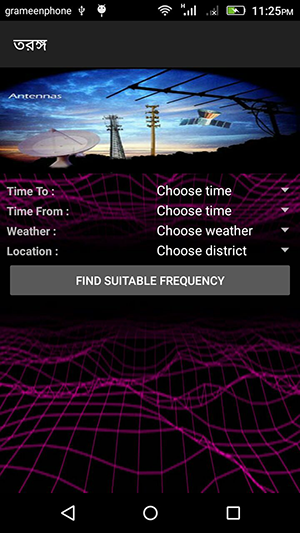 grameenphone 11:25PM
তরঙ্গ
Antennas
Time To : Choose time
Time From : Choose time
Weather : Choose weather
Location : Choose district
FIND SUITABLE FREQUENCY